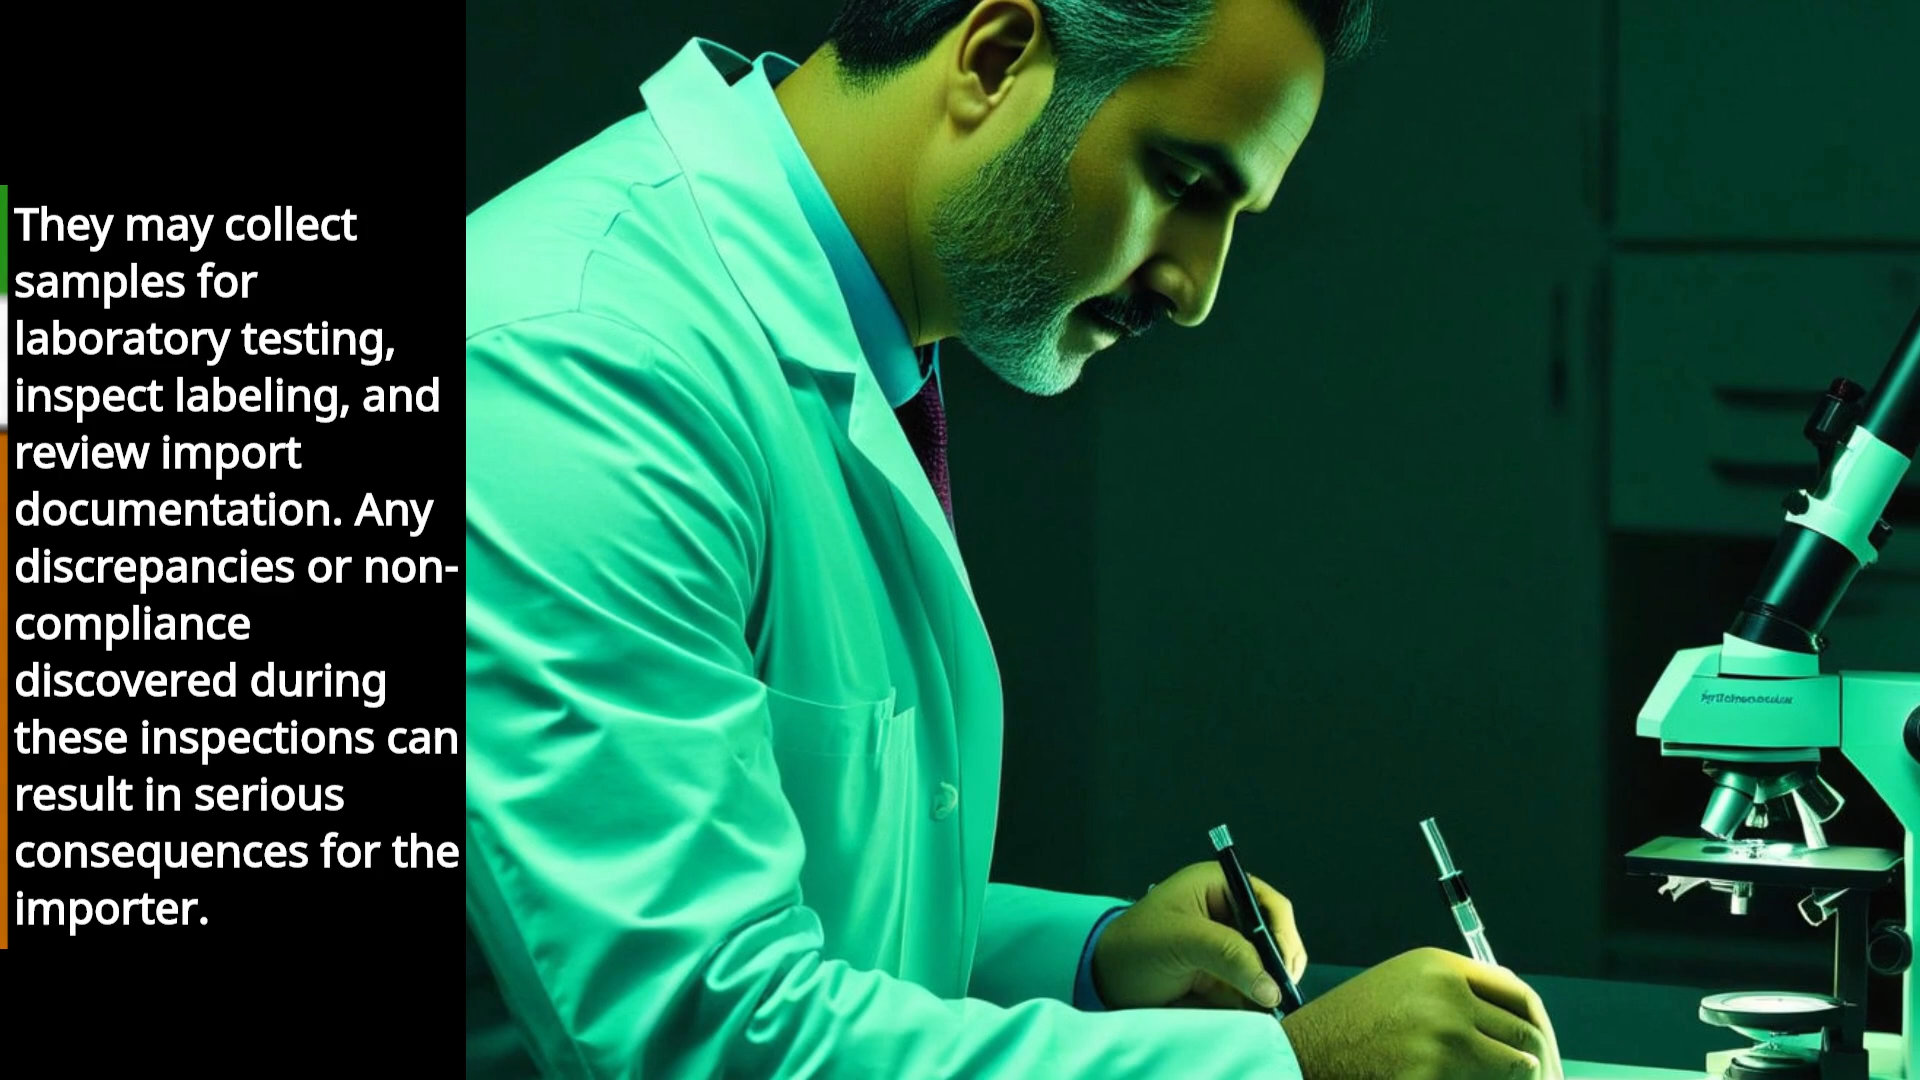 They may collect
samples for
laboratory testing,
inspect labeling, and
review import
documentation. Any
discrepancies or non-
compliance
discovered during
these inspections can
result in serious
consequences for the
importer.